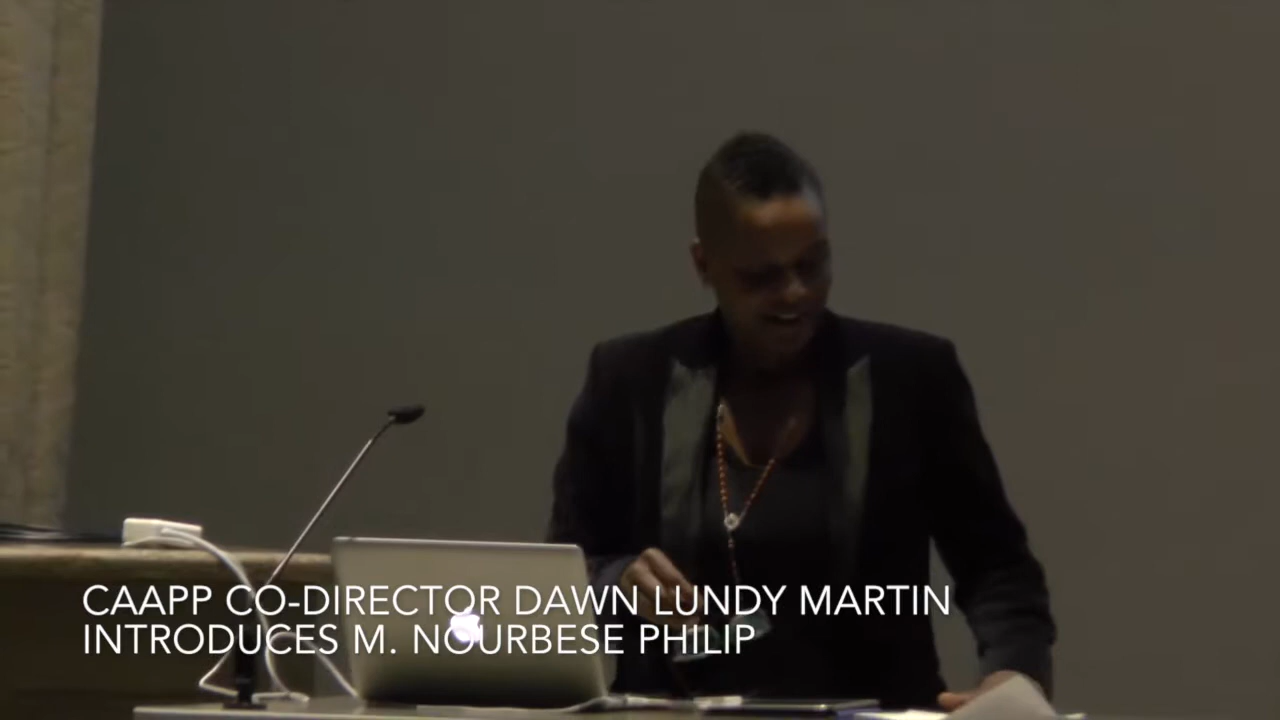 CAAPP CO-DIRECTOR DAWN LUNDY MARTIN
INTRODUCES M. NOURBESE PHILIP